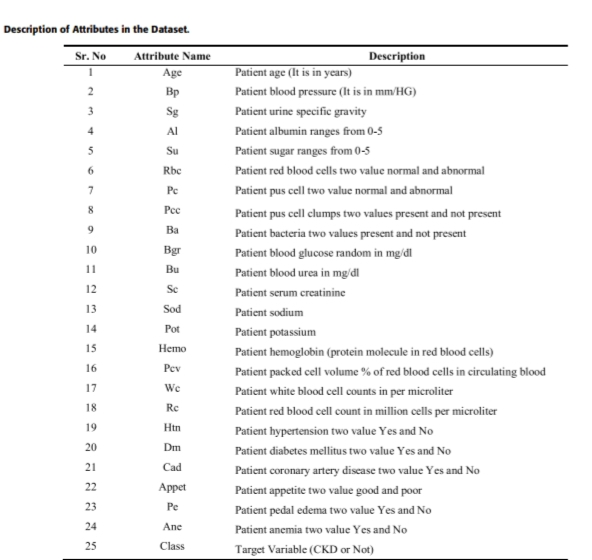 Description of Attributes in the Dataset.
Sr. No Attribute Name Description
1 Age Patient age (It is in years)
2 Bp Patient blood pressure (It is in mm/HG)
3 Sg Patient urine specific gravity
4 Al Patient albumin ranges from 0-5
5 Su Patient sugar ranges from 0-5
6 Rbc Patient red blood cells two value normal and abnormal
7 Pc Patient pus cell two value normal and abnormal
8 Pcc Patient pus cell clumps two values present and not present
9 Ba Patient bacteria two values present and not present
10 Bgr Patient blood glucose random in mg/dl
11 Bu Patient blood urea in mg/dl
12 Sc Patient serum creatinine
13 Sod Patient sodium
14 Pot Patient potassium
15 Hemo Patient hemoglobin (protein molecule in red blood cells)
16 Pcv Patient packed cell volume % of red blood cells in circulating blood
17 Wc Patient white blood cell counts in per microliter
18 Rc Patient red blood cell count in million cells per microliter
19 Htn Patient hypertension two value Yes and No
20 Dm Patient diabetes mellitus two value Yes and No
21 Cad Patient coronary artery disease two value Yes and No
22 Appet Patient appetite two value good and poor
23 Pe Patient pedal edema two value Yes and No
24 Ane Patient anemia two value Yes and No
25 Class Target Variable (CKD or Not)